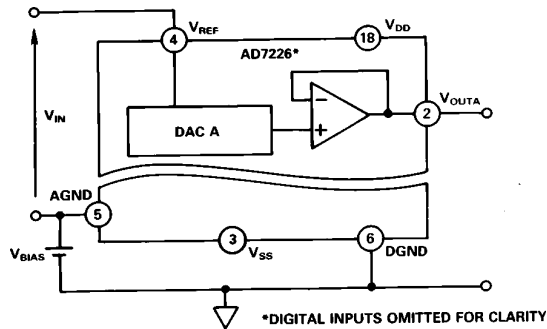 4
VREF
AD7226*
18
VDD
VIN
DAC A
−
+
2
VOUTA
AGND
5
VBIAS
3
VSS
6
DGND
*DIGITAL INPUTS OMITTED FOR CLARITY